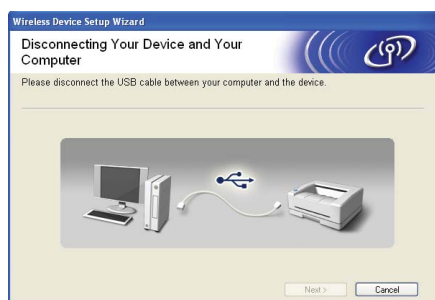 Wireless Device Setup Wizard
Disconnecting Your Device and Your
Computer
Please disconnect the USB cable between your computer and the device.
Next >
Cancel